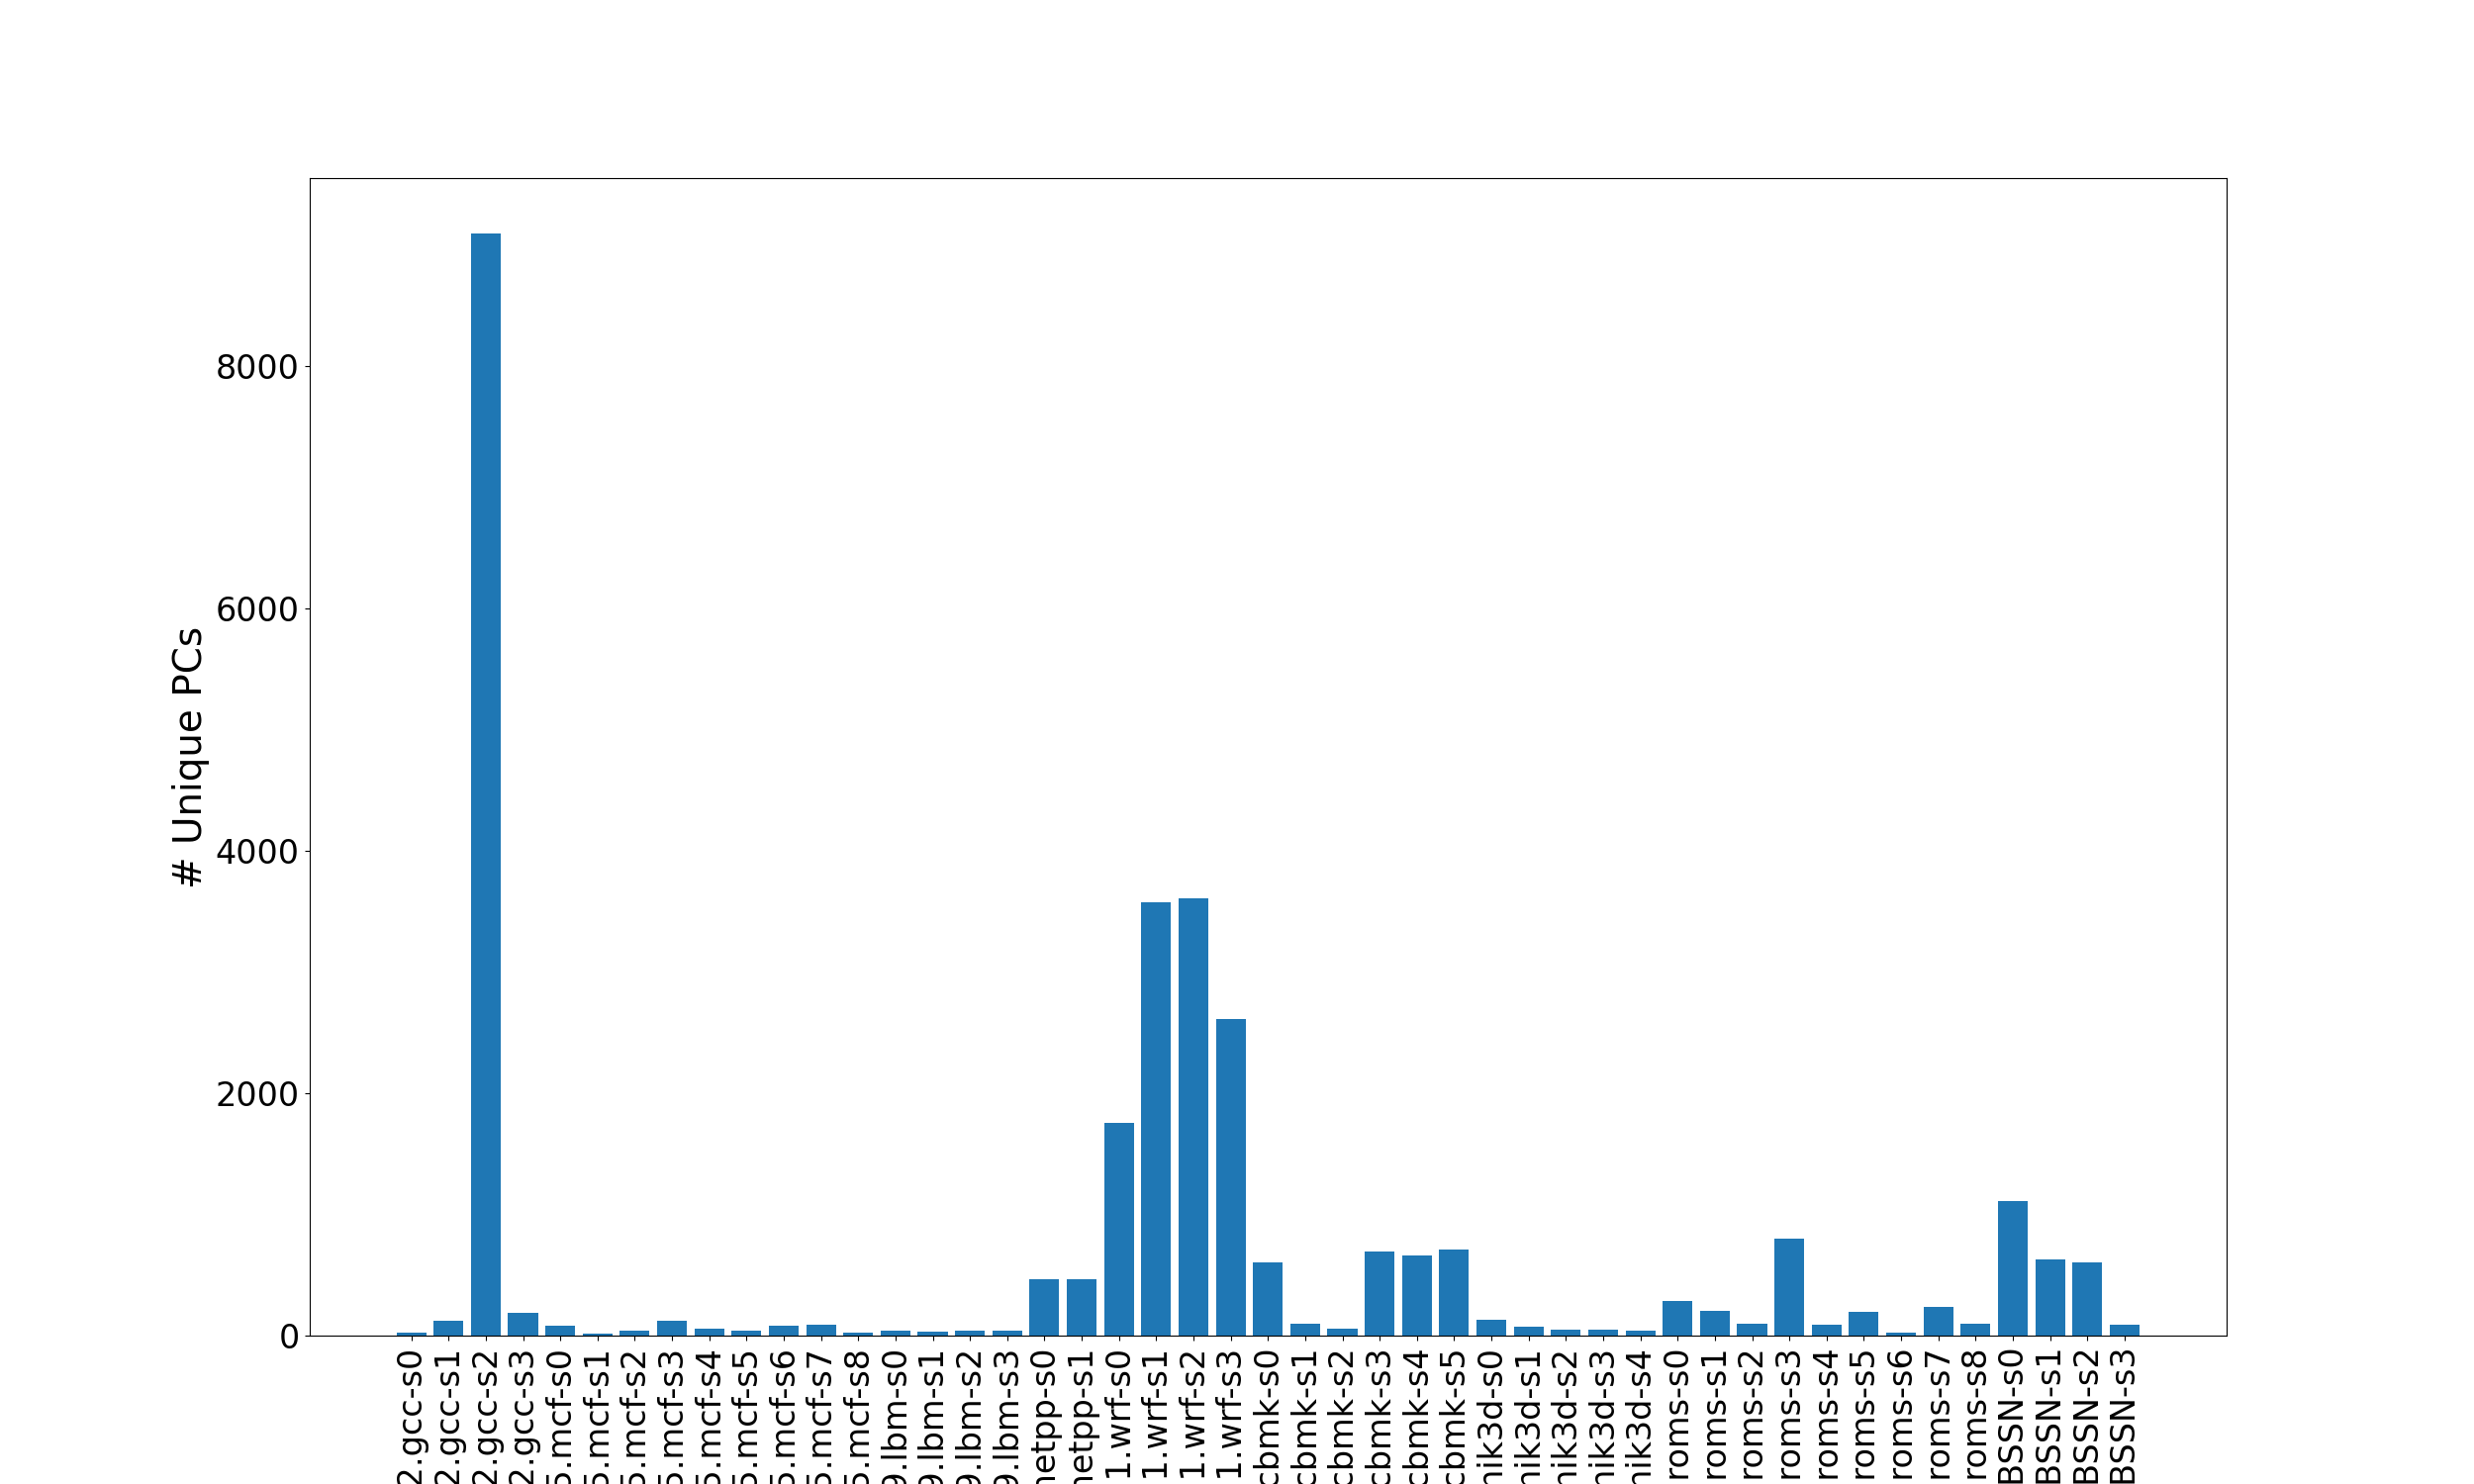 # Unique PCs
8000
6000
4000
2000
0
2.gcc-s0
2.gcc-s1
2.gcc-s2
2.gcc-s3
5.mcf-s0
5.mcf-s1
5.mcf-s2
5.mcf-s3
5.mcf-s4
5.mcf-s5
5.mcf-s6
5.mcf-s7
5.mcf-s8
9.lbm-s0
9.lbm-s1
9.lbm-s2
9.lbm-s3
netpp-s0
netpp-s1
1.wrf-s0
1.wrf-s1
1.wrf-s2
1.wrf-s3
cbmk-s0
cbmk-s1
cbmk-s2
cbmk-s3
cbmk-s4
cbmk-s5
nik3d-s0
nik3d-s1
nik3d-s2
nik3d-s3
nik3d-s4
roms-s0
roms-s1
roms-s2
roms-s3
roms-s4
roms-s5
roms-s6
roms-s7
roms-s8
BSSN-s0
BSSN-s1
BSSN-s2
BSSN-s3